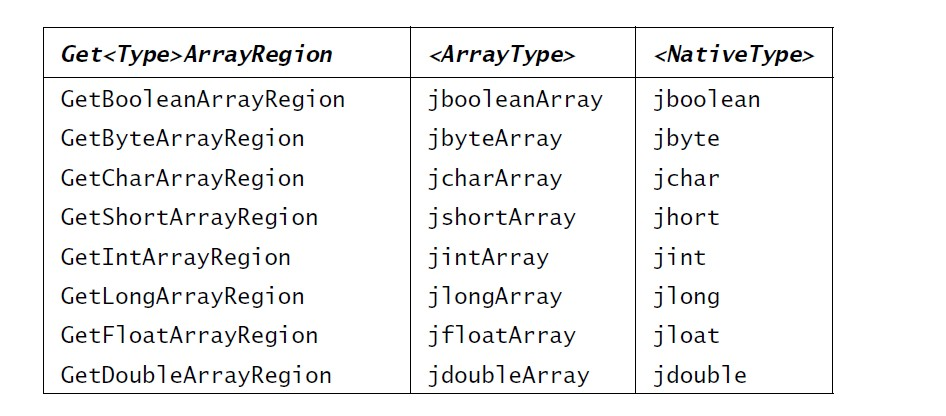 Get<Type>ArrayRegion <ArrayType> <NativeType>
GetBooleanArrayRegion jbooleanArray jboolean
GetByteArrayRegion jbyteArray jbyte
GetCharArrayRegion jcharArray jchar
GetShortArrayRegion jshortArray jhort
GetIntArrayRegion jintArray jint
GetLongArrayRegion jlongArray jlong
GetFloatArrayRegion jfloatArray jloat
GetDoubleArrayRegion jdoubleArray jdouble